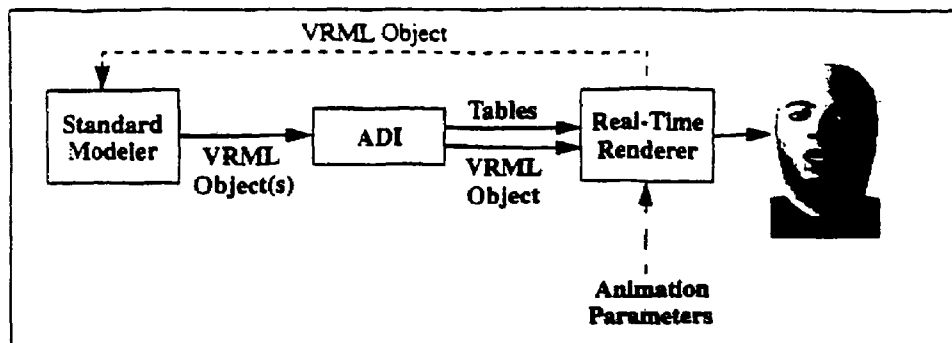 VRML Object
Standard
Modeler
VRML
Object(s)
ADI
Tables
VRML
Object
Real-Time
Renderer
Animation
Parameters